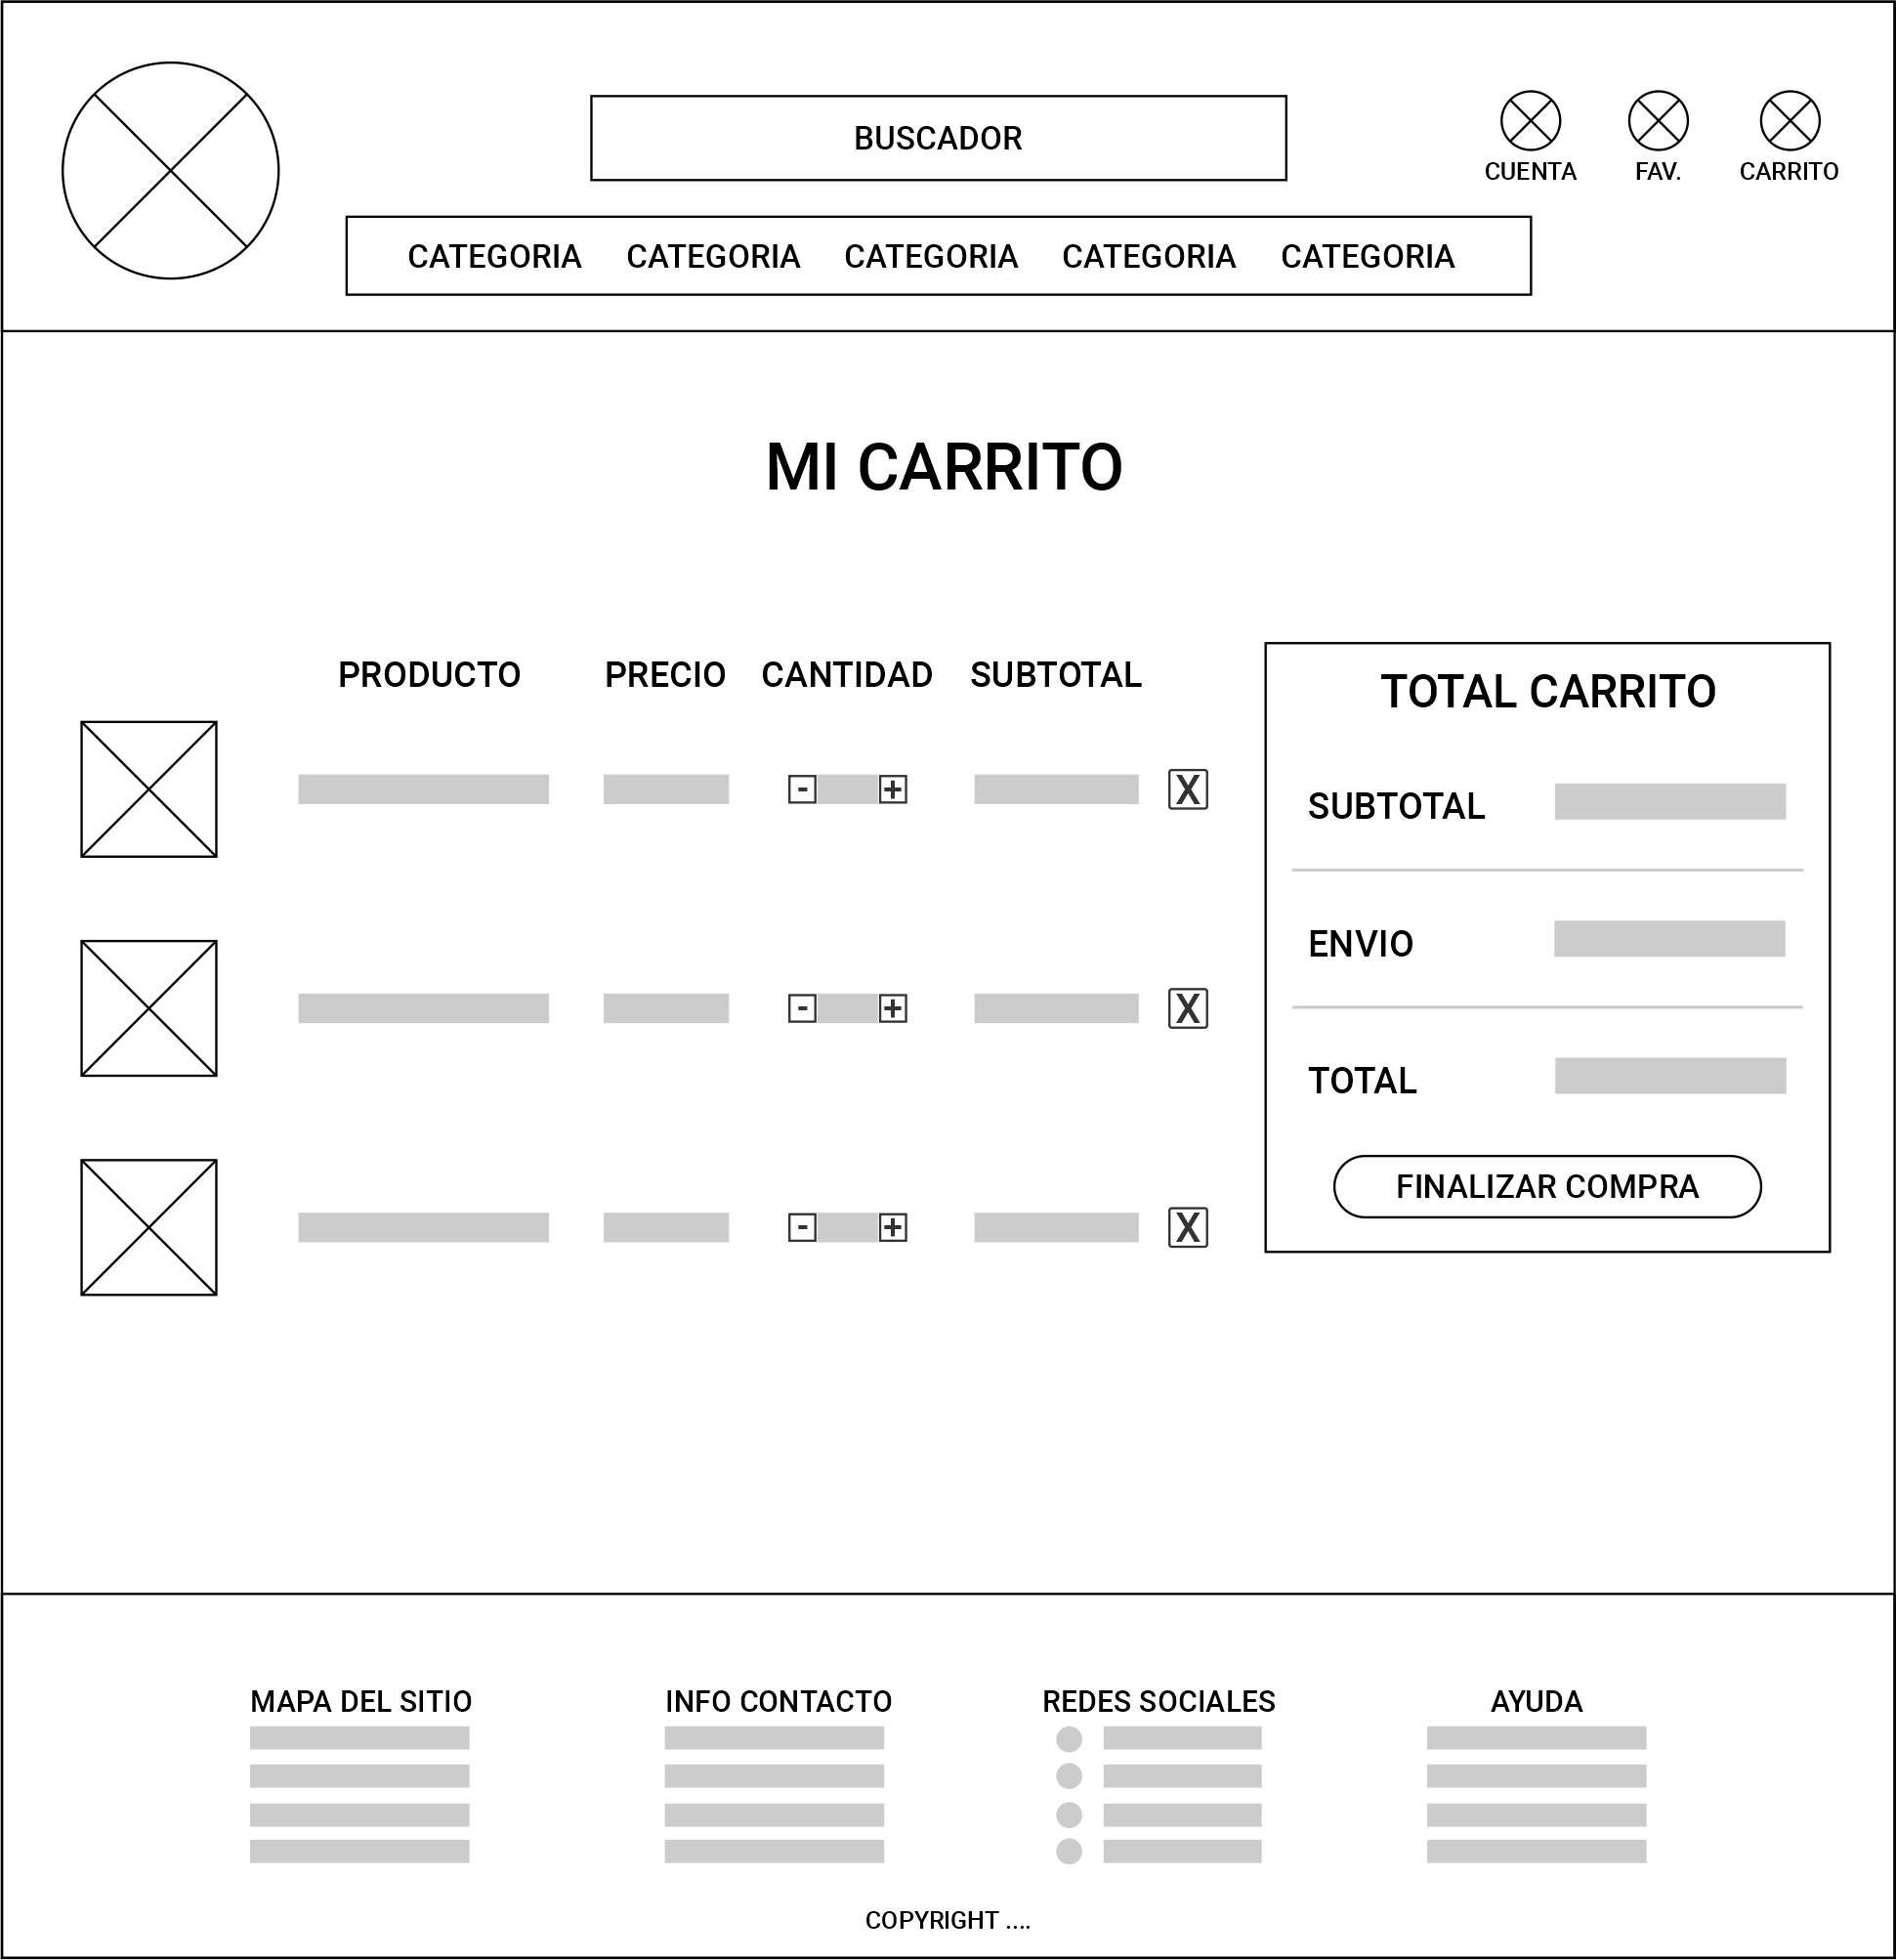 BUSCADOR
CUENTA FAV. CARRITO
CATEGORIA CATEGORIA CATEGORIA CATEGORIA CATEGORIA
MI CARRITO
PRODUCTO PRECIO CANTIDAD SUBTOTAL
- + X
- + X
- + X
TOTAL CARRITO
SUBTOTAL
ENVIO
TOTAL
FINALIZAR COMPRA
MAPA DEL SITIO INFO CONTACTO REDES SOCIALES AYUDA
COPYRIGHT ....